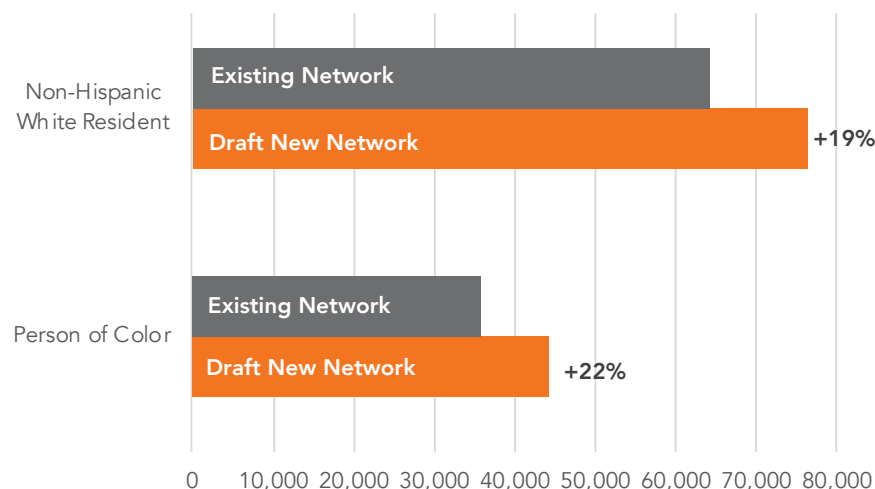 Non-Hispanic
White Resident
Existing Network
Draft New Network
+19%
Person of Color
Existing Network
Draft New Network
+22%
0 10,000 20,000 30,000 40,000 50,000 60,000 70,000 80,000